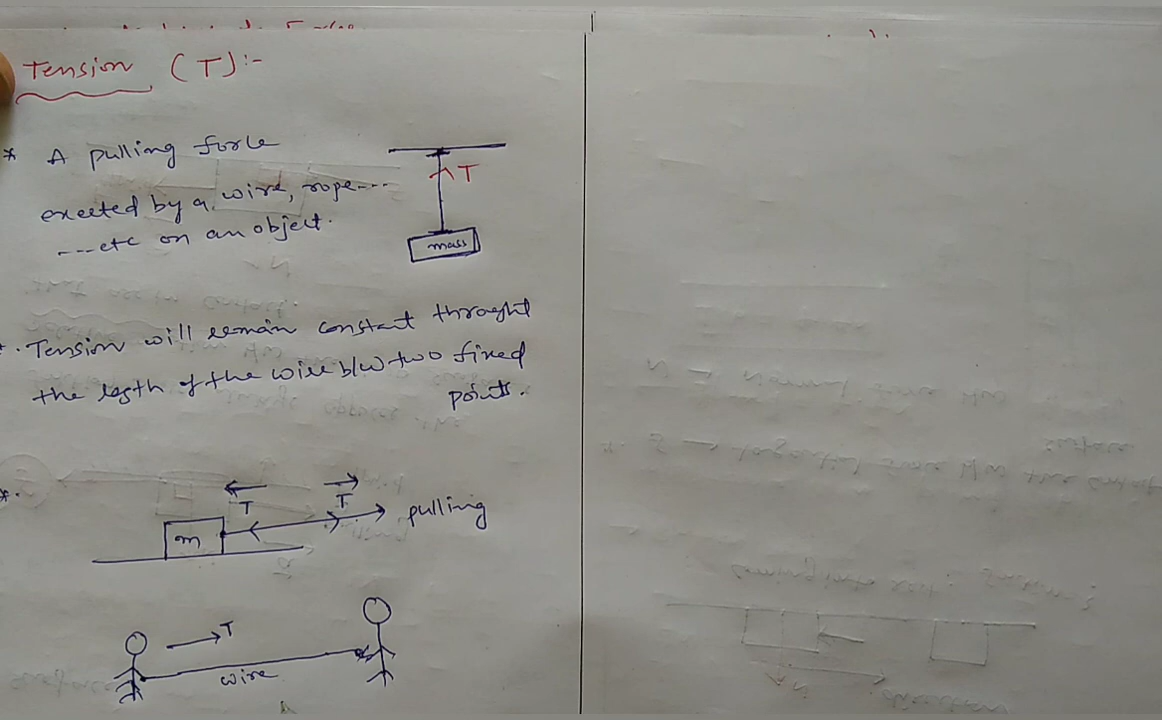 Tension (T):-
* A pulling force
exerted by a wire, rope---
---etc on an object.
T
mass
*. Tension will remain constant throught
the legth of the wire b/w two fixed
points.
*.
T T
m
pulling
T
wire